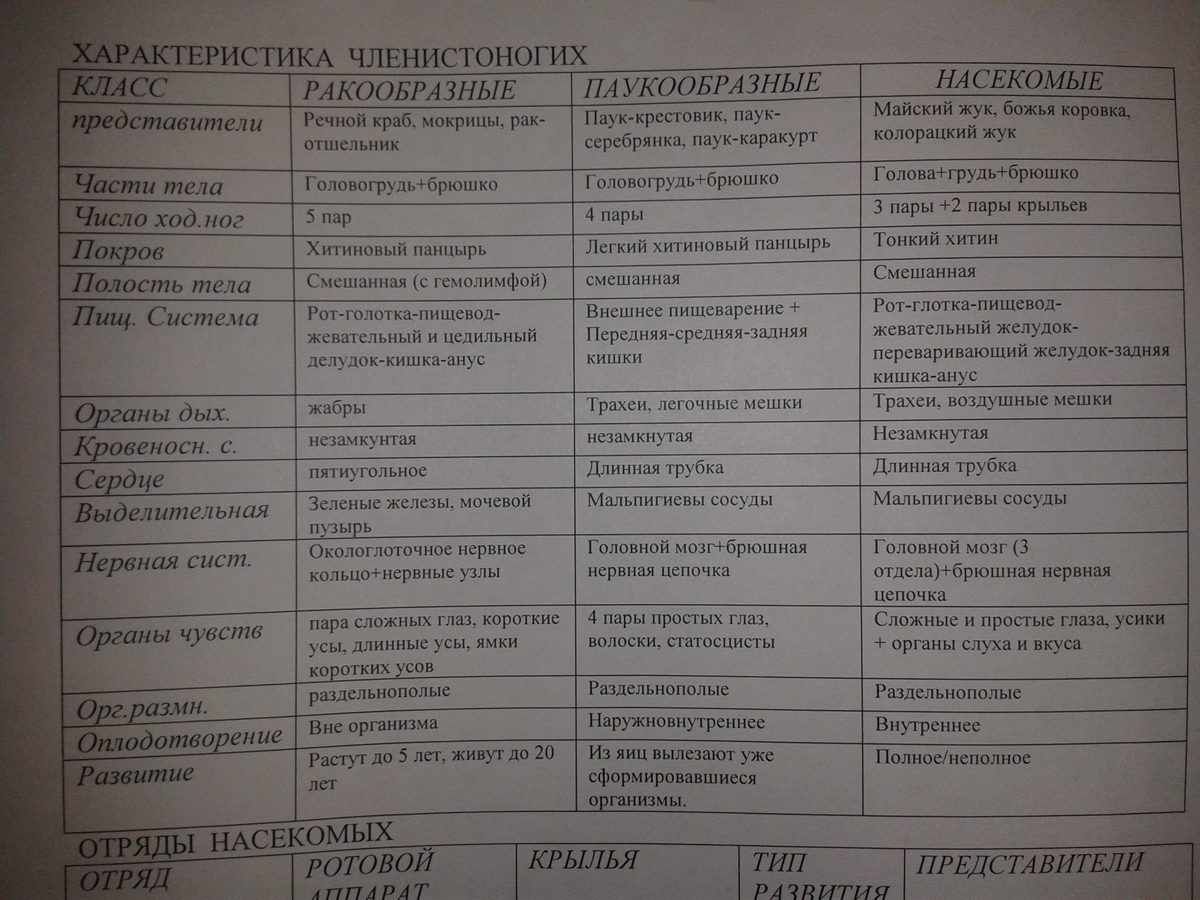 ХАРАКТЕРИСТИКА ЧЛЕНИСТОНОГИХ
КЛАСС РАКООБРАЗНЫЕ ПАУКООБРАЗНЫЕ НАСЕКОМЫЕ
представители
Речной краб, мокрицы, рак-
отшельник
Паук-крестовик, паук-
серебрянка, паук-каракурт
Майский жук, божья коровка,
колорацкий жук
Части тела
Головогрудь+брюшко
Головогрудь+брюшко
Голова+грудь+брюшко
Число ход.ног
5 пар
4 пары
3 пары +2 пары крыльев
Покров
Хитиновый панцырь
Легкий хитиновый панцырь
Тонкий хитин
Полость тела
Смешанная (с гемолимфой)
смешанная
Смешанная
Пищ. Система
Рот-голотка-пищевод-
жевательный и цедильный
делудок-кишка-анус
Внешнее пищеварение +
Передняя-средняя-задняя
кишки
Рот-глотка-пищевод-
жевательный желудок-
переваривающий желудок-задняя
кишка-анус
Органы дых.
жабры
Трахеи, легочные мешки
Трахеи, воздушные мешки
Кровеносн. с.
незамкунтая
незамкнутая
Незамкнутая
Сердце
пятиугольное
Длинная трубка
Длинная трубка
Выделительная
Зеленые железы, мочевой
пузырь
Мальпигиевы сосуды
Мальпигиевы сосуды
Нервная сист.
Окологлоточное нервное
кольцо+нервные узлы
Головной мозг+брюшная
нервная цепочка
Головной мозг (3
отдела)+брюшная нервная
цепочка
Органы чувств
пара сложных глаз, короткие
усы, длинные усы, ямки
коротких усов
4 пары простых глаз,
волоски, статосцисты
Сложные и простые глаза, усики
+ органы слуха и вкуса
Орг.размн.
раздельнополые
Раздельнополые
Раздельнополые
Оплодотворение
Вне организма
Наружновнутреннее
Внутреннее
Развитие
Растут до 5 лет, живут до 20
лет
Из яиц вылезают уже
сформировавшиеся
организмы.
Полное/неполное
ОТРЯДЫ НАСЕКОМЫХ
ОТРЯД
РОТОВОЙ
АППАРАТ
КРЫЛЬЯ
ТИП
РАЗВИТИЯ
ПРЕДСТАВИТЕЛИ